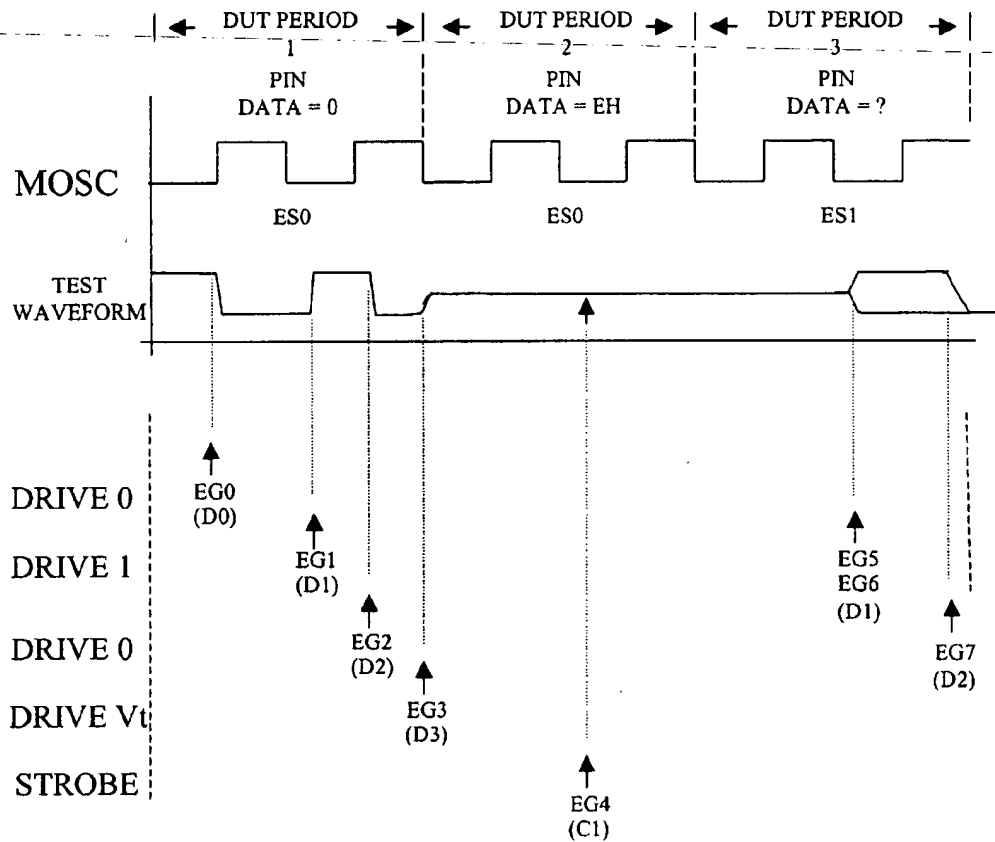 DUT PERIOD DUT PERIOD DUT PERIOD
1 2 3
PIN PIN PIN
DATA = 0 DATA = EH DATA = ?
MOSC
ES0 ES0 ES1
TEST
WAVEFORM
DRIVE 0
EG0
(D0)
DRIVE 1
EG1
(D1)
EG5
EG6
(D1)
DRIVE 0
EG2
(D2)
EG7
(D2)
DRIVE Vt
EG3
(D3)
STROBE
EG4
(C1)